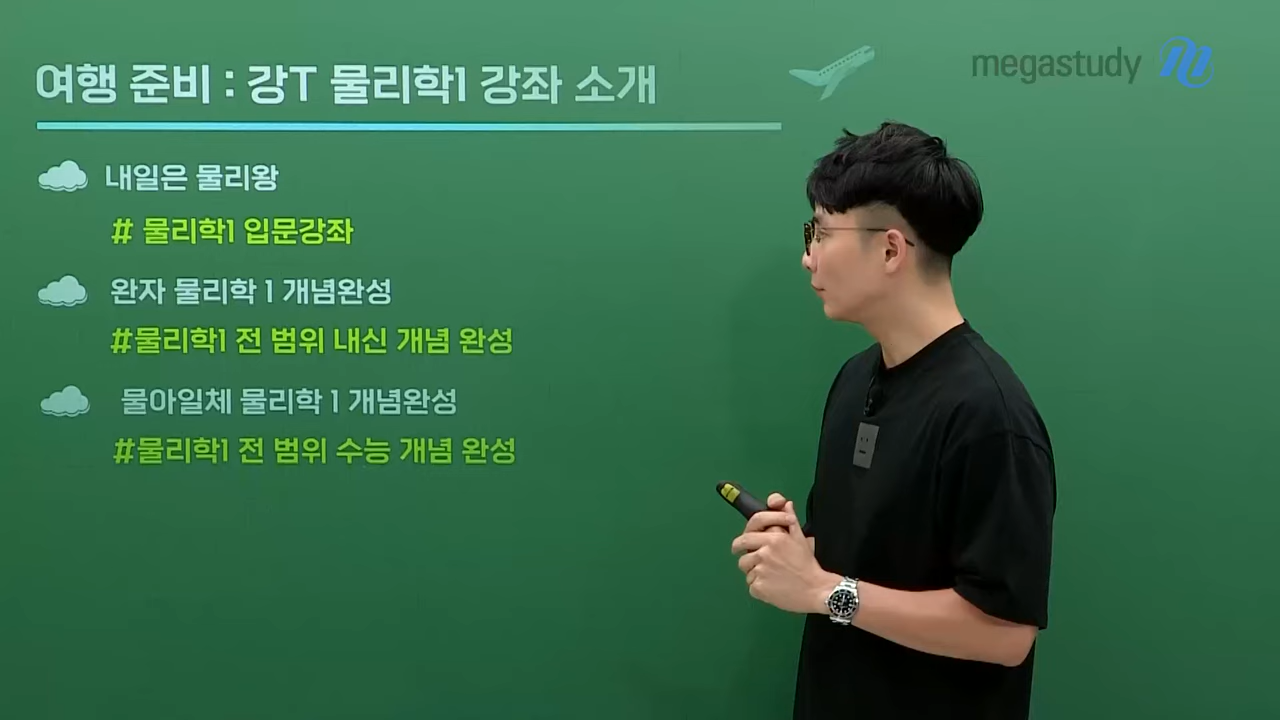 여행 준비 : 강T 물리학1 강좌 소개
megastudy
내일은 물리왕
# 물리학1 입문강좌
완자 물리학 1 개념완성
#물리학1 전 범위 내신 개념 완성
물아일체 물리학 1 개념완성
#물리학1 전 범위 수능 개념 완성